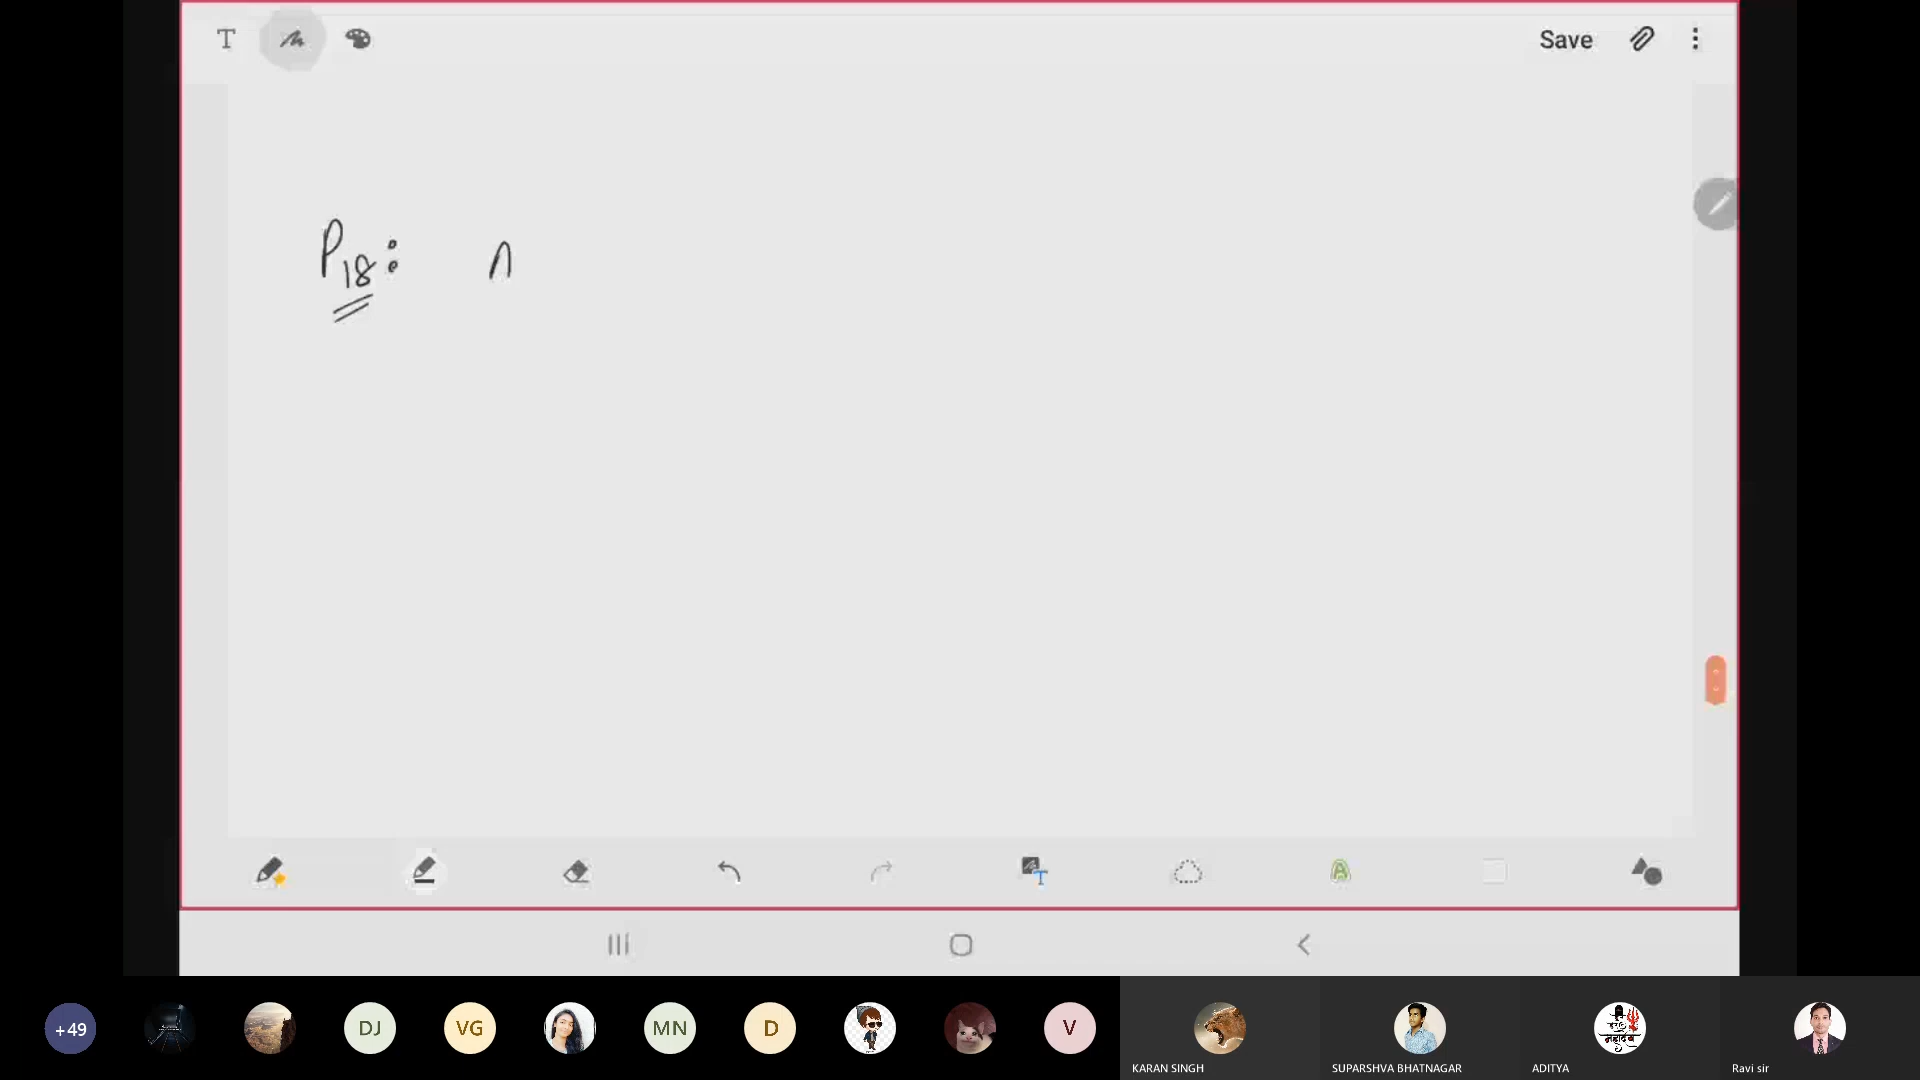 T Save
P18: n
A
+49 DJ VG MN D V
KARAN SINGH SUPARSHVA BHATNAGAR ADITYA Ravi sir